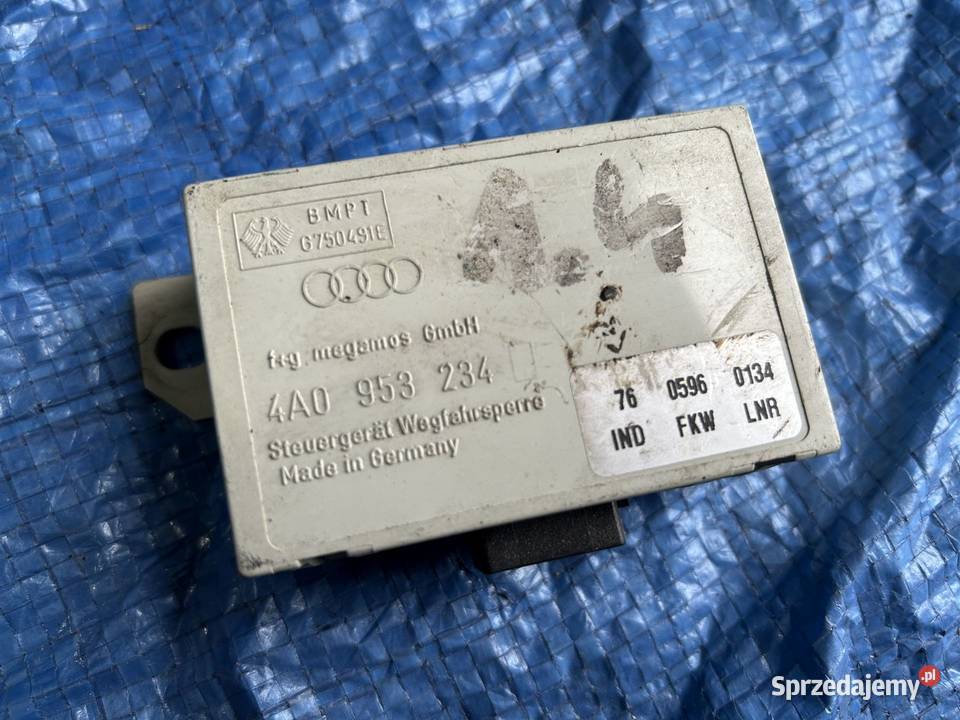 BMPT
G750491E
A.4
f+g. megamos GmbH
4A0 953 234
Steuergerät Wegfahrsperre
Made in Germany
76 0596 0134
IND FKW LNR
Sprzedajemy.pl